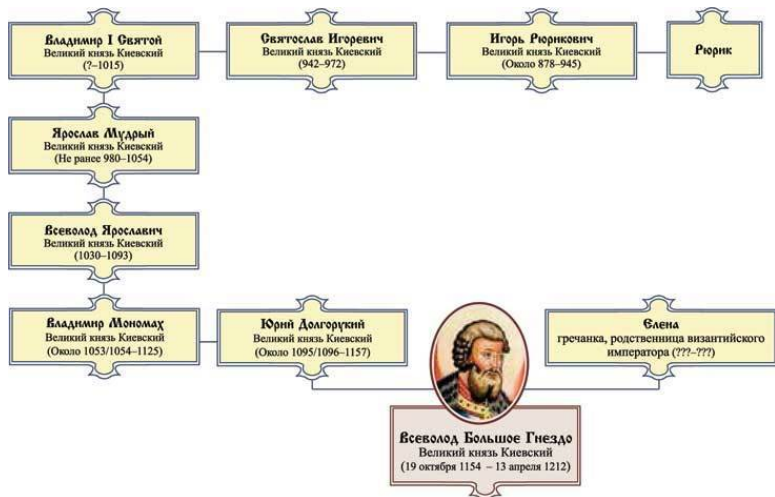 Владимир I Святой
Великий князь Киевский
(?–1015)
Святослав Игоревич
Великий князь Киевский
(942–972)
Игорь Рюрикович
Великий князь Киевский
(Около 878–945)
Рюрик
Ярослав Мудрый
Великий князь Киевский
(Не ранее 980–1054)
Всеволод Ярославич
Великий князь Киевский
(1030–1093)
Владимир Мономах
Великий князь Киевский
(Около 1053/1054–1125)
Юрий Долгорукий
Великий князь Киевский
(Около 1095/1096–1157)
Елена
гречанка, родственница византийского
императора (???–???)
Всеволод Большое Гнездо
Великий князь Киевский
(19 октября 1154 – 13 апреля 1212)